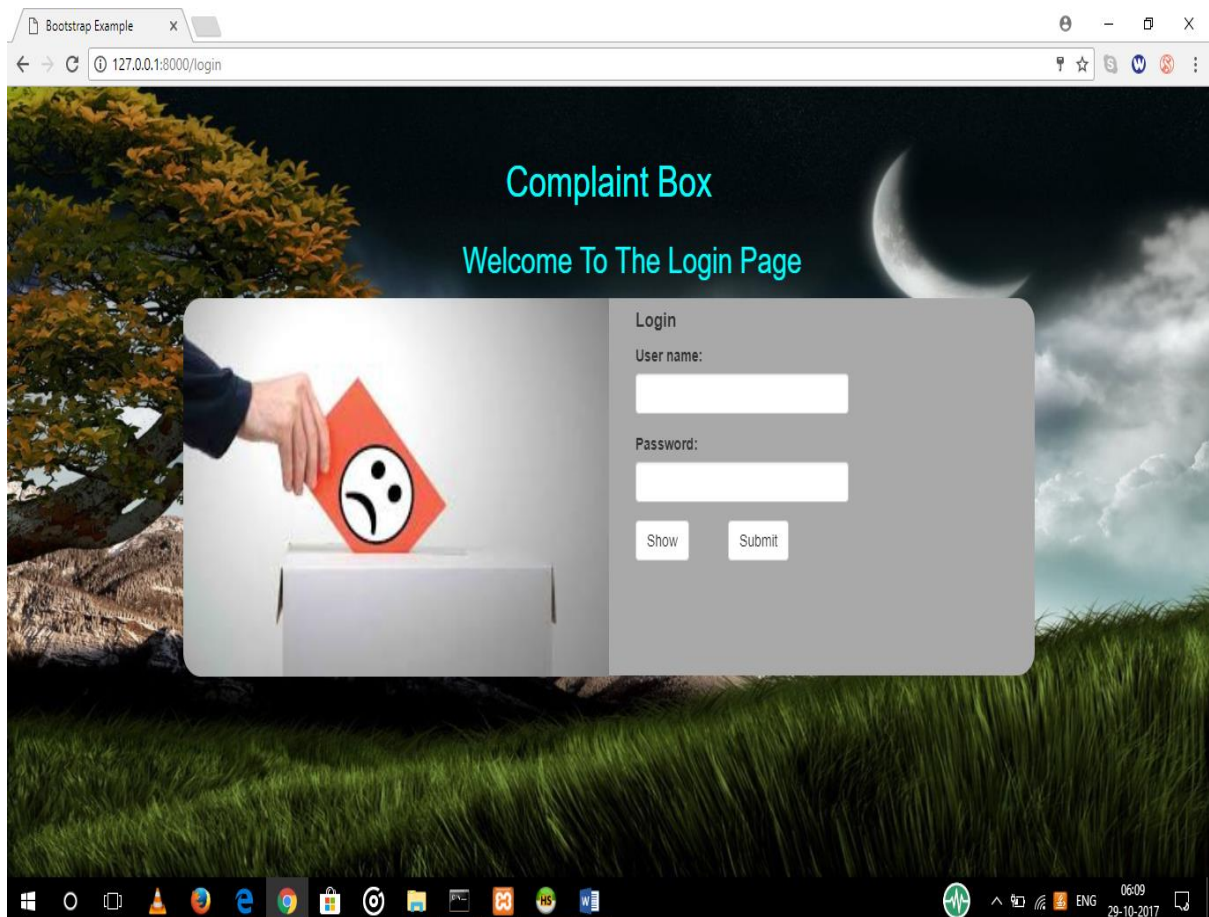 Bootstrap Example
127.0.0.1:8000/login
Complaint Box
Welcome To The Login Page
Login
User name:
Password:
Show Submit
HS
ENG
06:09
29-10-2017